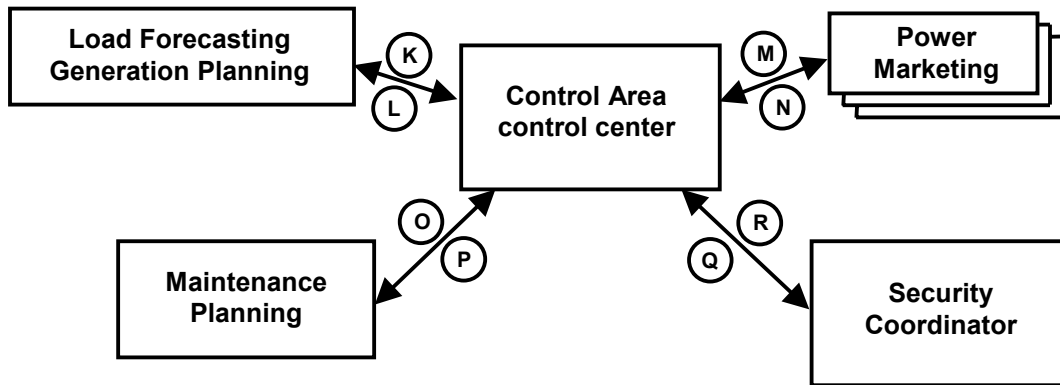 Load Forecasting
Generation Planning
K
L
Control Area
control center
M
N
Power
Marketing
O
P
Maintenance
Planning
R
Q
Security
Coordinator